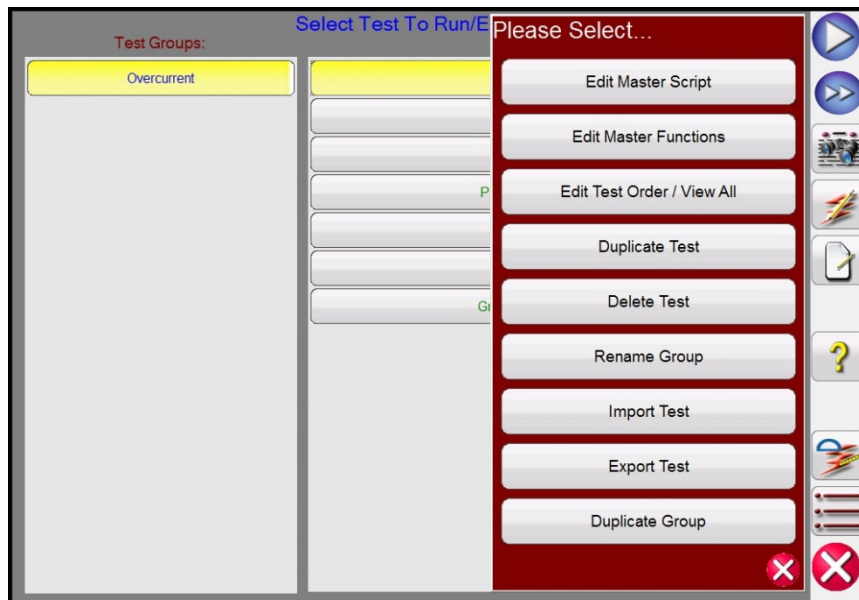 Select Test To Run/E
Test Groups:
Overcurrent
P
Gr
Please Select...
Edit Master Script
Edit Master Functions
Edit Test Order / View All
Duplicate Test
Delete Test
Rename Group
Import Test
Export Test
Duplicate Group